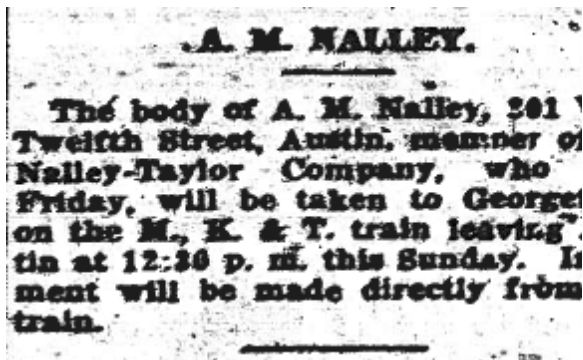 A. M. NALLEY.
The body of A. M. Nalley, 201
Twelfth Street, Austin, member of
Nalley-Taylor Company, who
Friday, will be taken to George
on the M., K. & T. train leaving
tin at 12:30 p. m. this Sunday. In
ment will be made directly from
train.